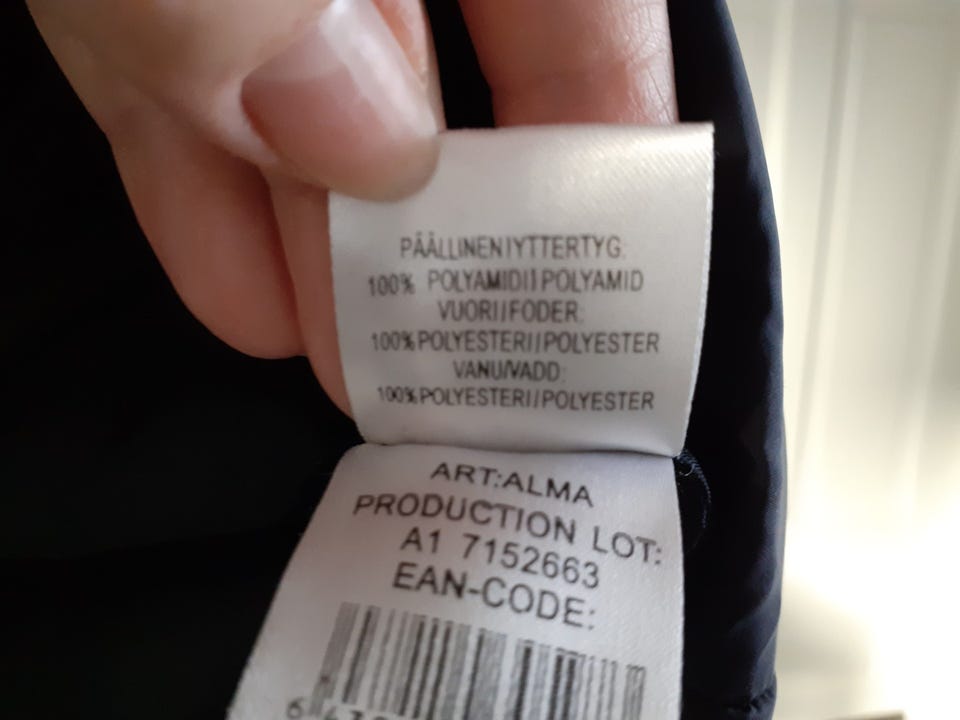 PÄÄLLINEN/YTTERTYG:
100% POLYAMIDI/POLYAMID
VUORI/FODER:
100% POLYESTERI/POLYESTER
VANU/VADD:
100% POLYESTERI/POLYESTER
ART:ALMA
PRODUCTION LOT:
A1 7152663
EAN-CODE: